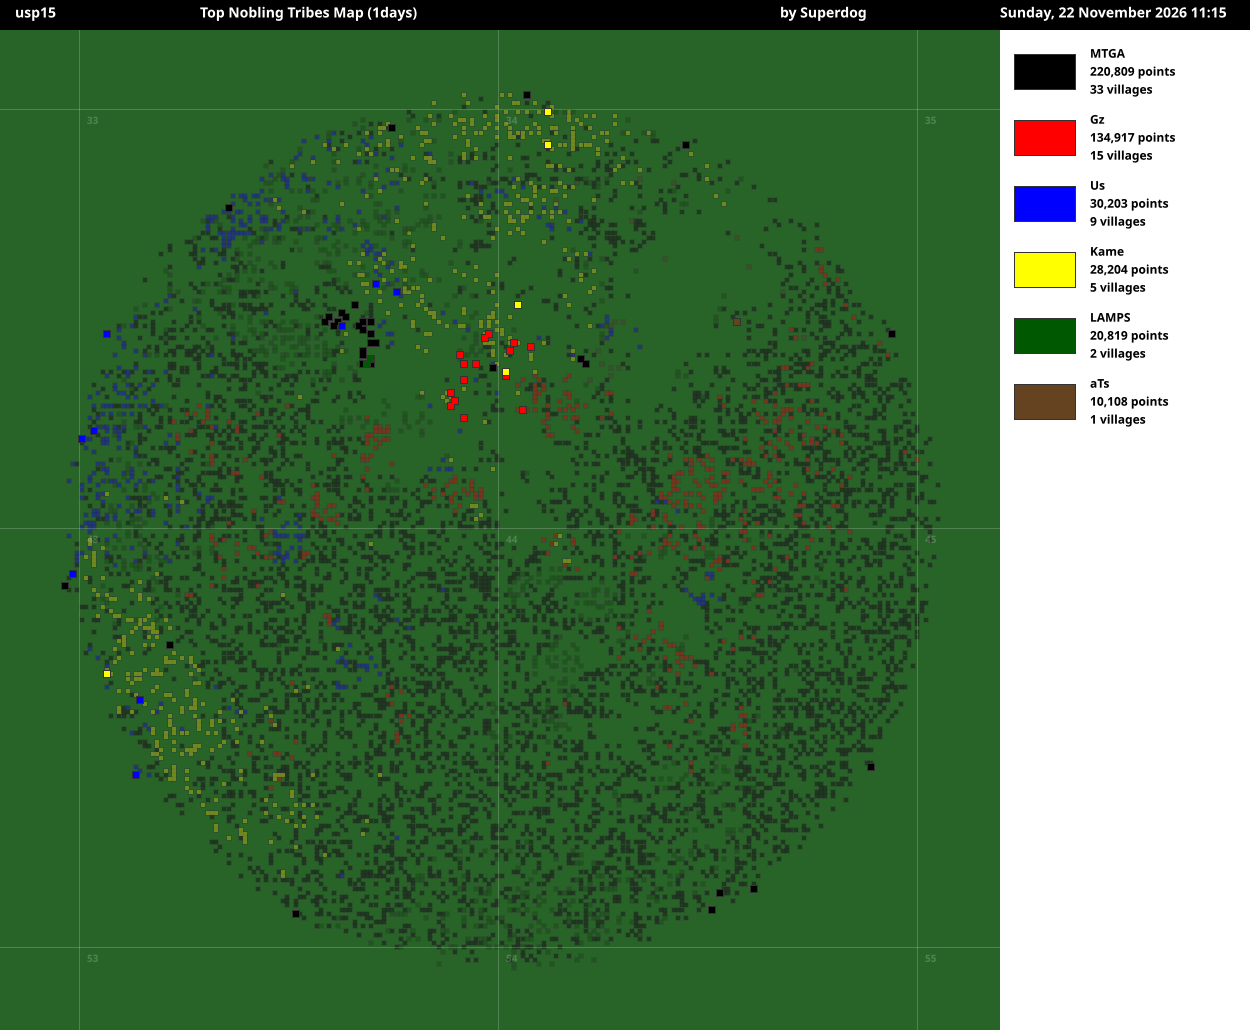 usp15 Top Nobling Tribes Map (1days) by Superdog Sunday, 22 November 2026 11:15
MTGA
220,809 points
33 villages
Gz
134,917 points
15 villages
Us
30,203 points
9 villages
Kame
28,204 points
5 villages
LAMPS
20,819 points
2 villages
aTs
10,108 points
1 villages
33 34 35
43 44 45
53 54 55